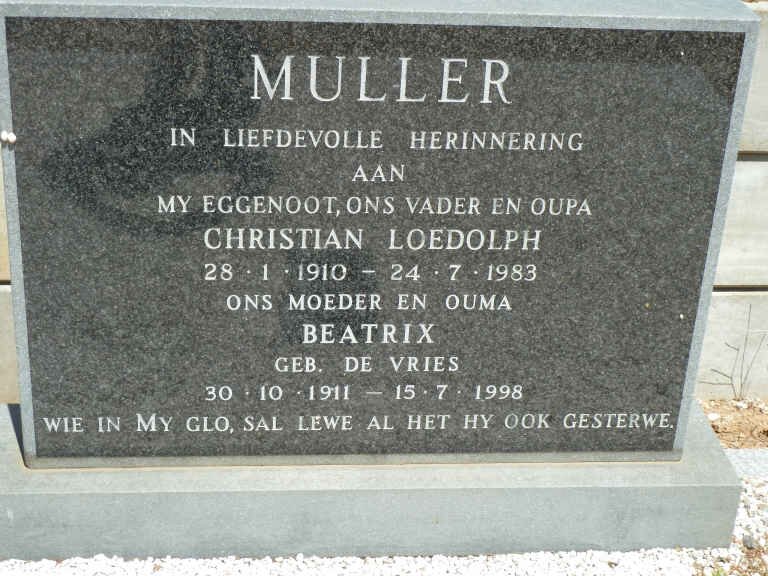 MULLER
IN LIEFDEVOLLE HERINNERING
AAN
MY EGGENOOT, ONS VADER EN OUPA
CHRISTIAN LOEDOLPH
28 · 1 · 1910 – 24 · 7 · 1983
ONS MOEDER EN OUMA
BEATRIX
GEB. DE VRIES
30 · 10 · 1911 – 15 · 7 · 1998
WIE IN MY GLO, SAL LEWE AL HET HY OOK GESTERWE.